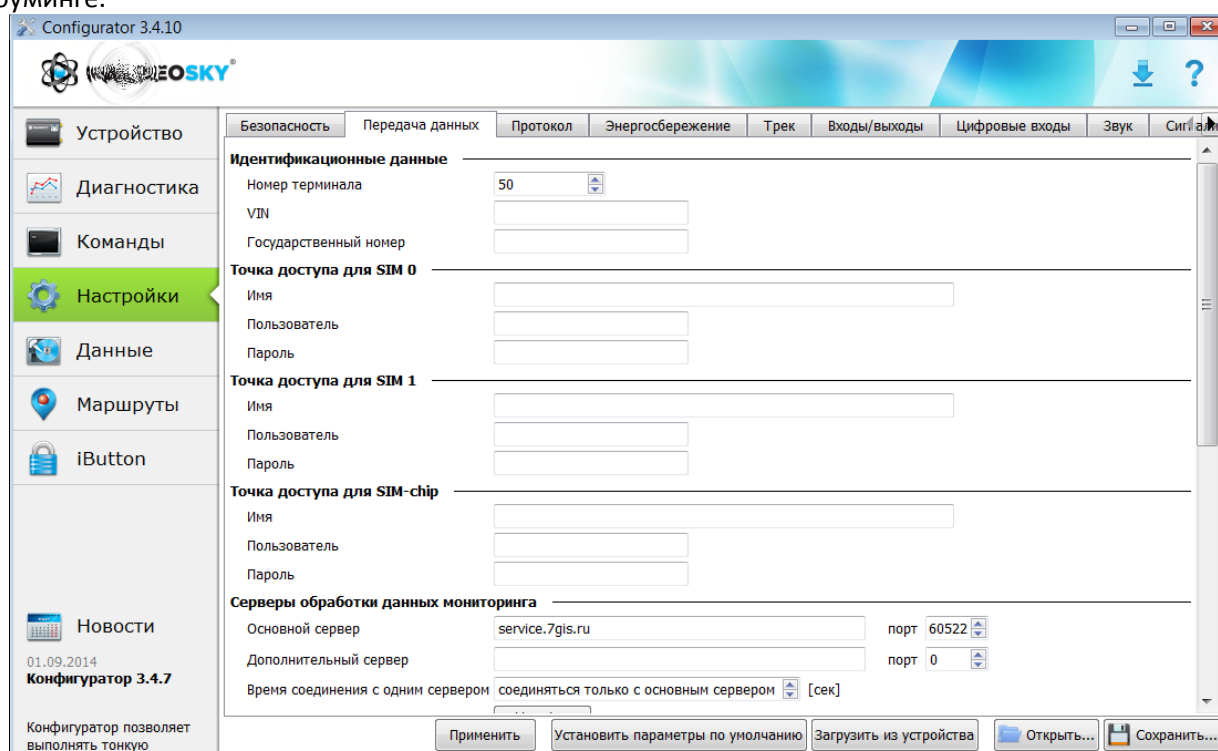 Configurator 3.4.10
EOSKY®
?
Устройство
Диагностика
Команды
Настройки
Данные
Маршруты
iButton
Новости
01.09.2014
Конфигуратор 3.4.7
Конфигуратор позволяет
выполнять тонкую
Безопасность Передача данных Протокол Энергосбережение Трек Входы/выходы Цифровые входы Звук
Идентификационные данные
Номер терминала 50
VIN
Государственный номер
Точка доступа для SIM 0
Имя
Пользователь
Пароль
Точка доступа для SIM 1
Имя
Пользователь
Пароль
Точка доступа для SIM-chip
Имя
Пользователь
Пароль
Серверы обработки данных мониторинга
Основной сервер service.7gis.ru порт 60522
Дополнительный сервер порт 0
Время соединения с одним сервером соединяться только с основным сервером [сек]
Применить Установить параметры по умолчанию Загрузить из устройства Открыть... Сохранить...